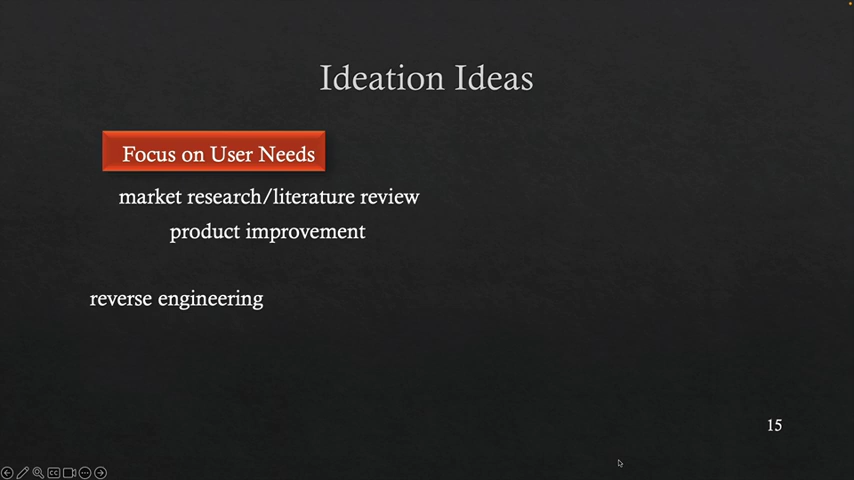 Ideation Ideas
Focus on User Needs
market research/literature review
product improvement
reverse engineering
15